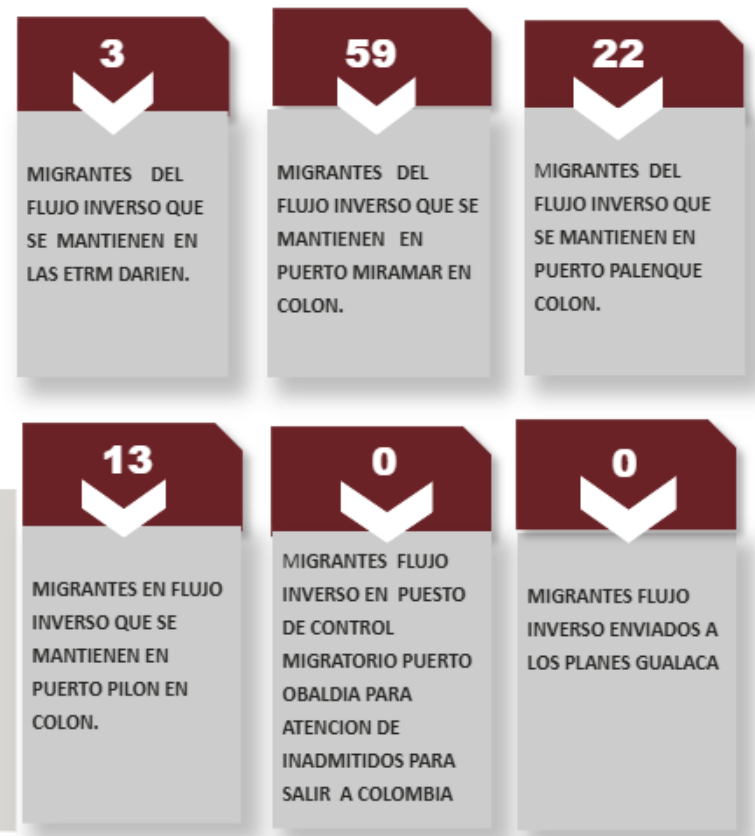 3
MIGRANTES DEL
FLUJO INVERSO QUE
SE MANTIENEN EN
LAS ETRM DARIEN.
59
MIGRANTES DEL
FLUJO INVERSO QUE SE
MANTIENEN EN
PUERTO MIRAMAR EN
COLON.
22
MIGRANTES DEL
FLUJO INVERSO QUE
SE MANTIENEN EN
PUERTO PALENQUE
COLON.
13
MIGRANTES EN FLUJO
INVERSO QUE SE
MANTIENEN EN
PUERTO PILON EN
COLON.
0
MIGRANTES FLUJO
INVERSO EN PUESTO
DE CONTROL
MIGRATORIO PUERTO
OBALDIA PARA
ATENCION DE
INADMITIDOS PARA
SALIR A COLOMBIA
0
MIGRANTES FLUJO
INVERSO ENVIADOS A
LOS PLANES GUALACA